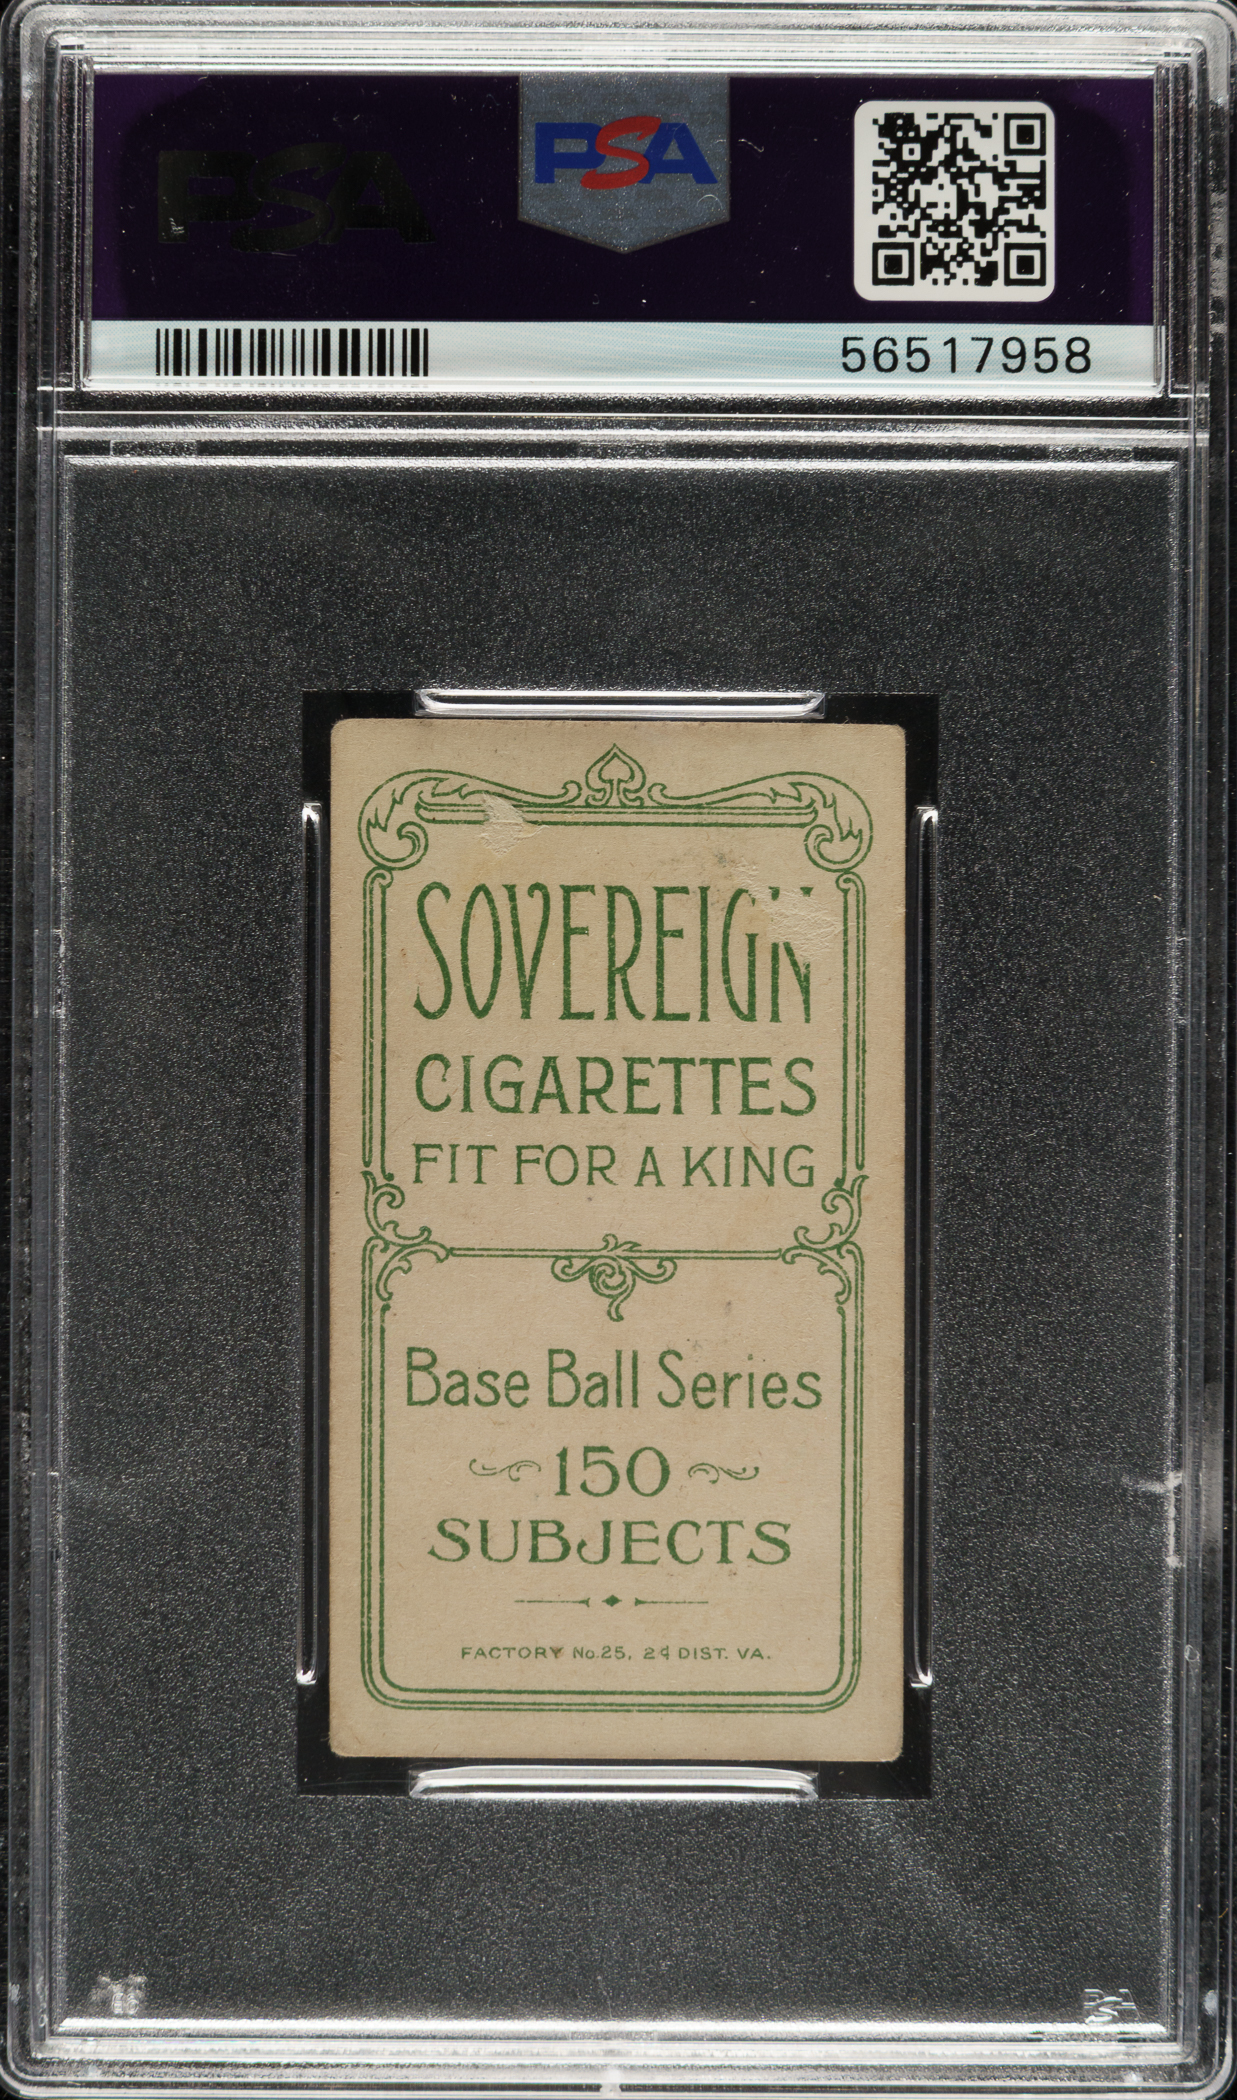 PSA
PSA
56517958
SOVEREIGN
CIGARETTES
FIT FOR A KING
Base Ball Series
150
SUBJECTS
FACTORY No. 25, 2d DIST. VA.
PSA